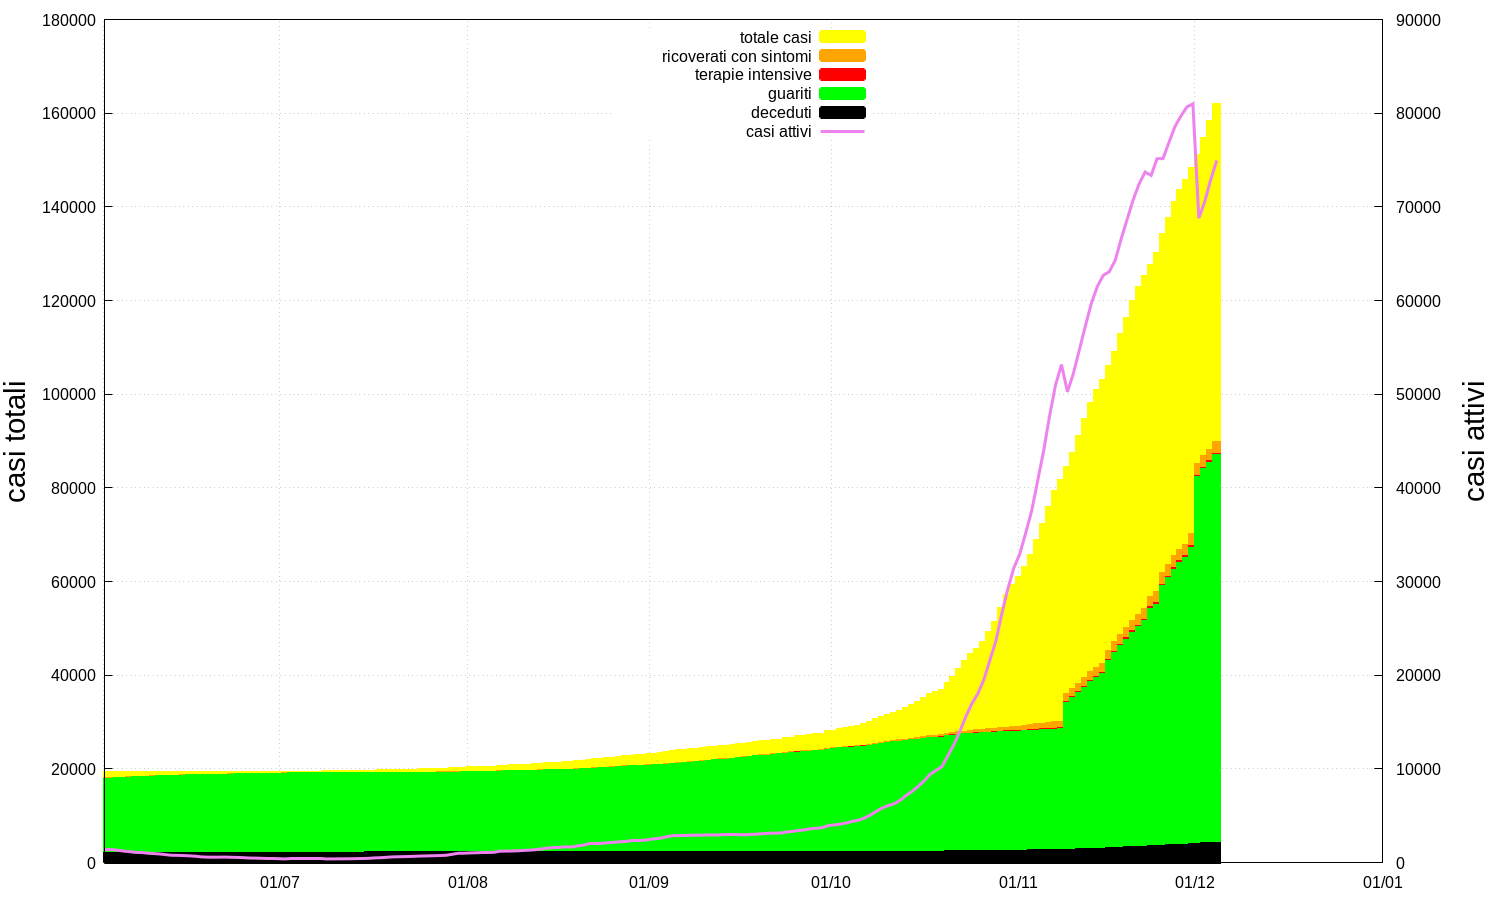 180000
160000
140000
120000
100000
80000
60000
40000
20000
0
casi totali
totale casi
ricoverati con sintomi
terapie intensive
guariti
deceduti
casi attivi
90000
80000
70000
60000
50000
40000
30000
20000
10000
0
casi attivi
01/07 01/08 01/09 01/10 01/11 01/12 01/01